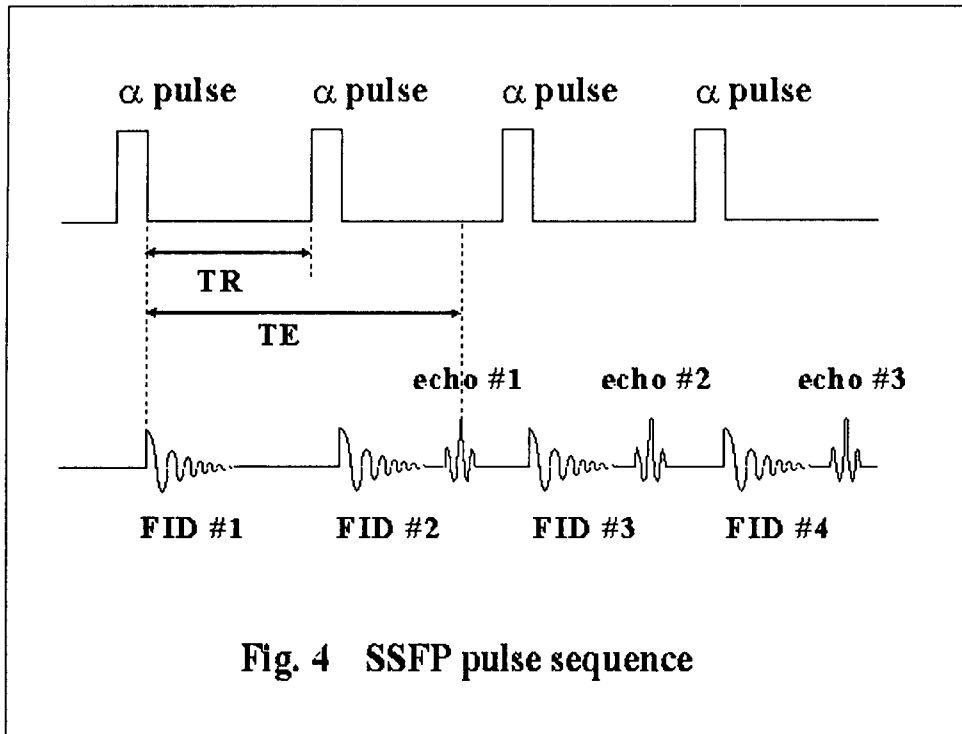 α pulse α pulse α pulse α pulse
TR
TE
echo #1 echo #2 echo #3
FID #1 FID #2 FID #3 FID #4
Fig. 4 SSFP pulse sequence